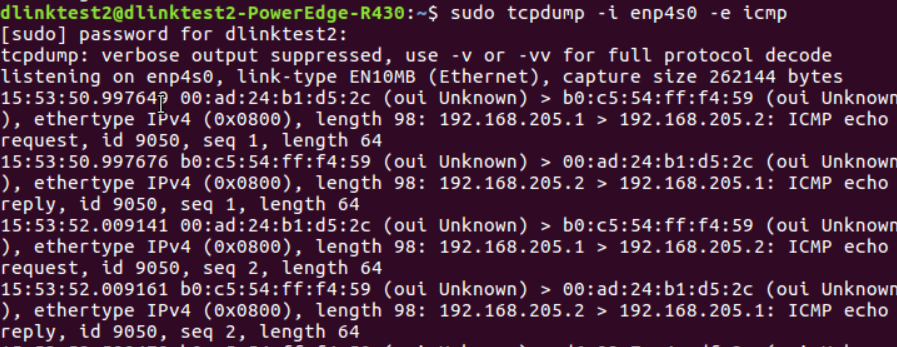 dlinktest2@dlinktest2-PowerEdge-R430:~$ sudo tcpdump -i enp4s0 -e icmp
[sudo] password for dlinktest2:
tcpdump: verbose output suppressed, use -v or -vv for full protocol decode
listening on enp4s0, link-type EN10MB (Ethernet), capture size 262144 bytes
00:ad:24:b1:d5:2c (oui Unknown) > b0:c5:54:ff:f4:59 (oui Unknown
), ethertype IPv4 (0x0800), length 98: 192.168.205.1 > 192.168.205.2: ICMP echo
request, id 9050, seq 1, length 64
15:53:50.997676 b0:c5:54:ff:f4:59 (oui Unknown) > 00:ad:24:b1:d5:2c (oui Unknown
), ethertype IPv4 (0x0800), length 98: 192.168.205.2 > 192.168.205.1: ICMP echo
reply, id 9050, seq 1, length 64
15:53:52.009141 00:ad:24:b1:d5:2c (oui Unknown) > b0:c5:54:ff:f4:59 (oui Unknown
), ethertype IPv4 (0x0800), length 98: 192.168.205.1 > 192.168.205.2: ICMP echo
request, id 9050, seq 2, length 64
15:53:52.009161 b0:c5:54:ff:f4:59 (oui Unknown) > 00:ad:24:b1:d5:2c (oui Unknown
), ethertype IPv4 (0x0800), length 98: 192.168.205.2 > 192.168.205.1: ICMP echo
reply, id 9050, seq 2, length 64